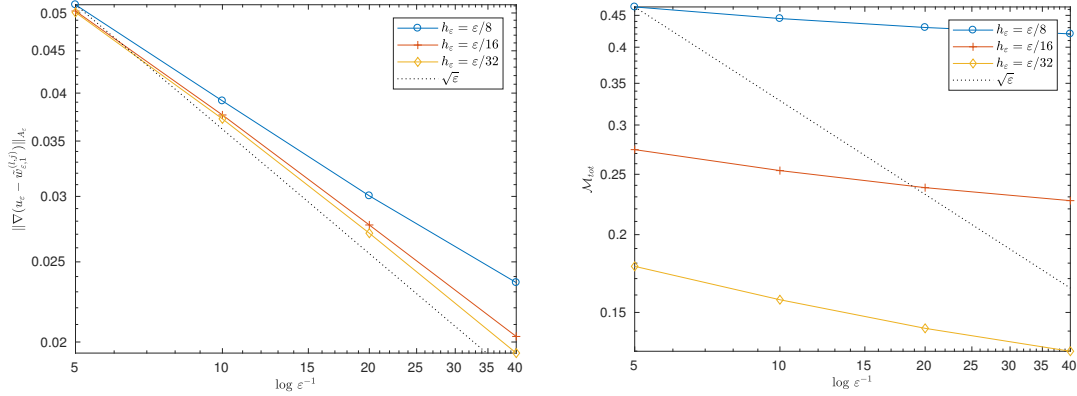 0.05
0.045
0.04
0.035
0.03
0.025
0.02
5
10
15
20
25
30
35
40
log ε⁻¹
‖∇(u_ε − ŵ_{ε,1}^{(l,j)})‖_{A_ε}
h_ε = ε/8
h_ε = ε/16
h_ε = ε/32
√ε
0.45
0.4
0.35
0.3
0.25
0.2
0.15
5
10
15
20
25
30
35
40
log ε⁻¹
ℳ_{tot}
h_ε = ε/8
h_ε = ε/16
h_ε = ε/32
√ε